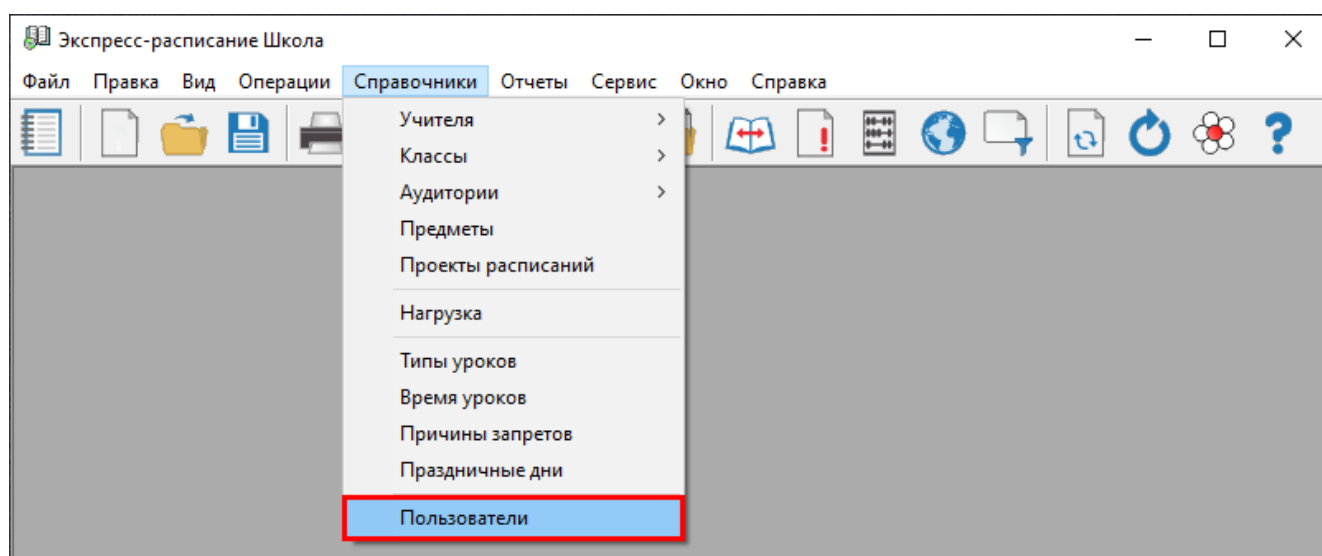 Экспресс-расписание Школа
Файл Правка Вид Операции Справочники Отчеты Сервис Окно Справка
Учителя
Классы
Аудитории
Предметы
Проекты расписаний
Нагрузка
Типы уроков
Время уроков
Причины запретов
Праздничные дни
Пользователи